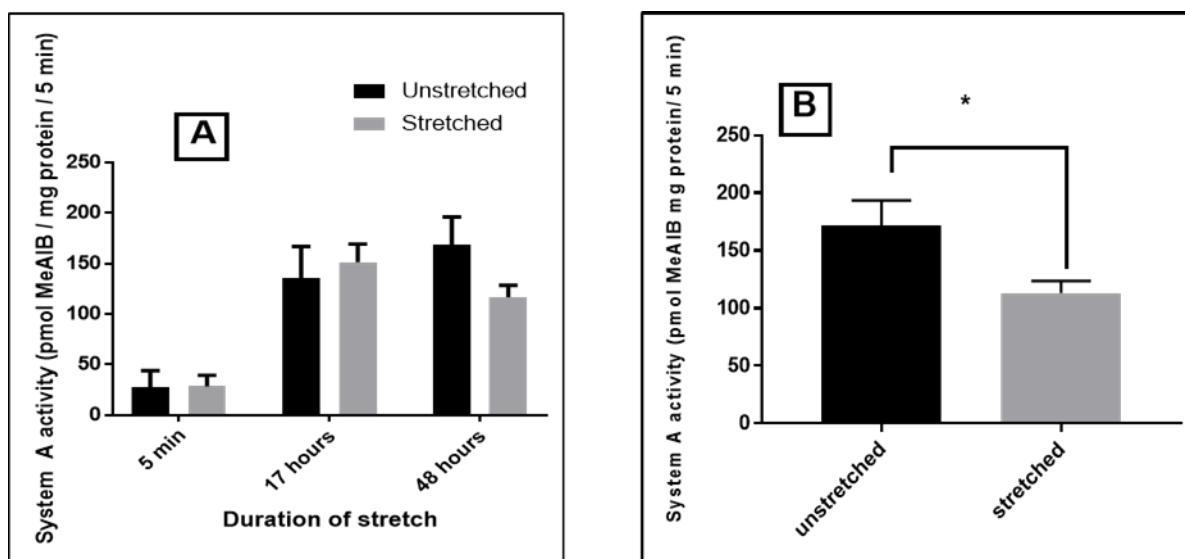 System A activity (pmol MeAIB / mg protein / 5 min)
A
Unstretched
Stretched
250
200
150
100
50
0
5 min
17 hours
48 hours
Duration of stretch
System A activity (pmol MeAIB mg protein/ 5 min)
B
*
250
200
150
100
50
0
unstretched
stretched